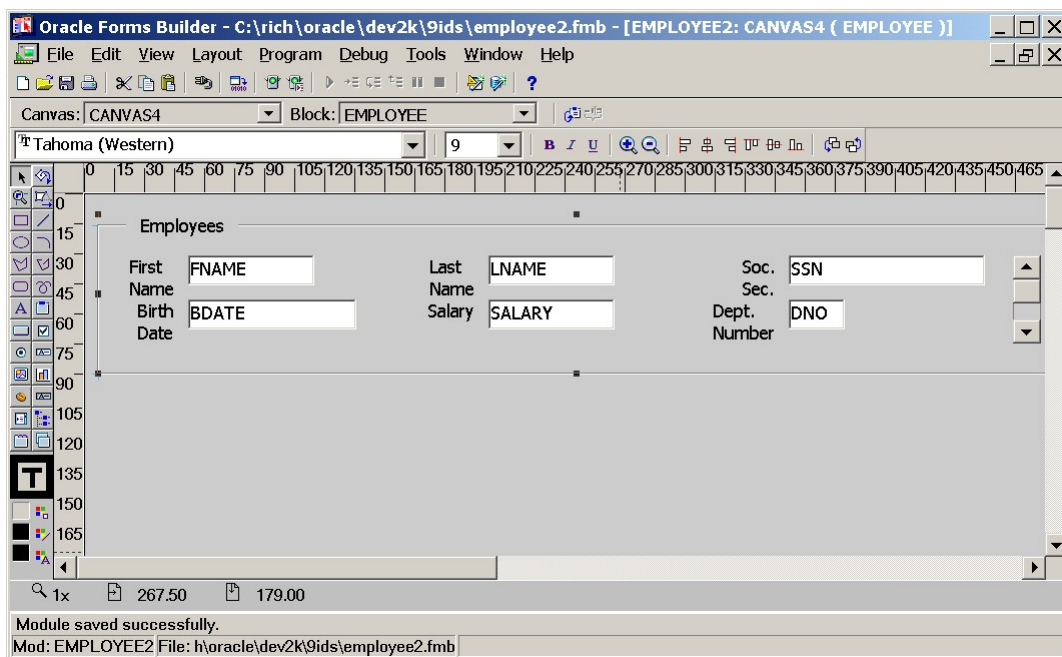 Oracle Forms Builder - C:\rich\oracle\dev2k\9ids\employee2.fmb - [EMPLOYEE2: CANVAS4 ( EMPLOYEE )]
File Edit View Layout Program Debug Tools Window Help
Canvas: CANVAS4 Block: EMPLOYEE
Tahoma (Western) 9 B I U
0 15 30 45 60 75 90 105 120 135 150 165 180 195 210 225 240 255 270 285 300 315 330 345 360 375 390 405 420 435 450 465
0
15 Employees
30 First Name FNAME Last Name LNAME Soc. Sec. SSN
45
60 Birth Date BDATE Salary SALARY Dept. Number DNO
75
90
105
120
135
150
165
1x 267.50 179.00
Module saved successfully.
Mod: EMPLOYEE2 File: h\oracle\dev2k\9ids\employee2.fmb